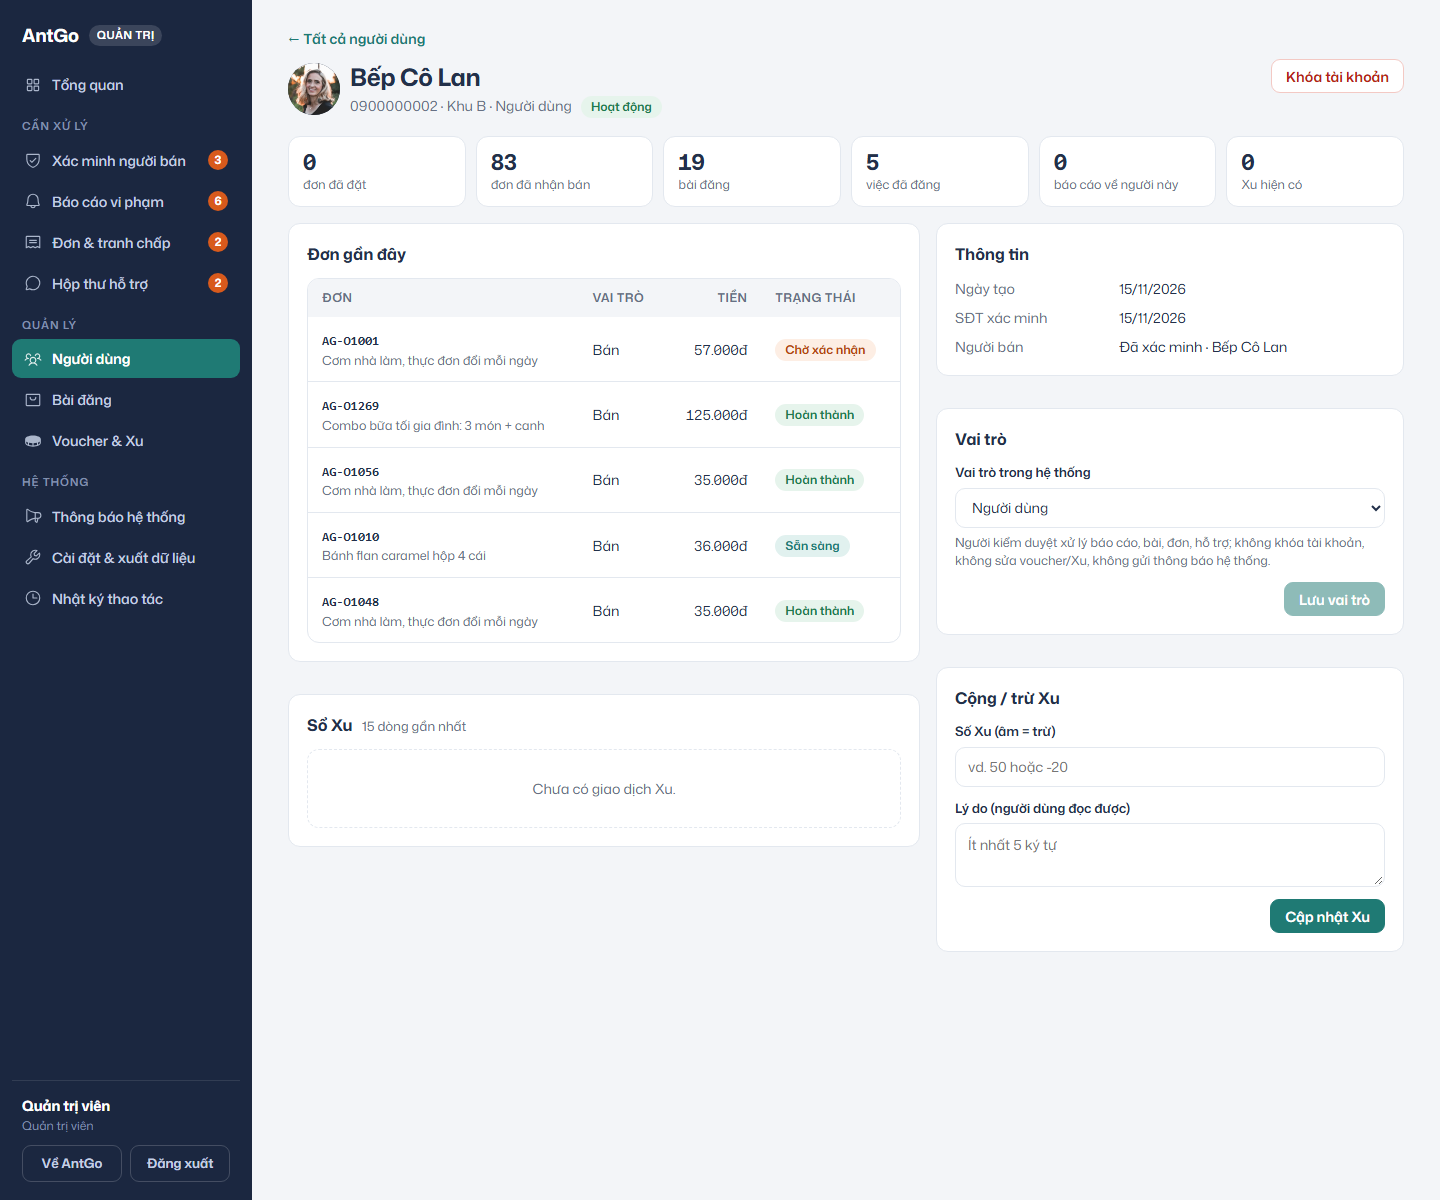 AntGo QUẢN TRỊ
Tổng quan
CẦN XỬ LÝ
Xác minh người bán 3
Báo cáo vi phạm 6
Đơn & tranh chấp 2
Hộp thư hỗ trợ 2
QUẢN LÝ
Người dùng
Bài đăng
Voucher & Xu
HỆ THỐNG
Thông báo hệ thống
Cài đặt & xuất dữ liệu
Nhật ký thao tác
Quản trị viên
Quản trị viên
Về AntGo Đăng xuất
← Tất cả người dùng
Bếp Cô Lan
0900000002 · Khu B · Người dùng Hoạt động
Khóa tài khoản
0
đơn đã đặt
83
đơn đã nhận bán
19
bài đăng
5
việc đã đăng
0
báo cáo về người này
0
Xu hiện có
Đơn gần đây
ĐƠN VAI TRÒ TIỀN TRẠNG THÁI
AG-O1001
Cơm nhà làm, thực đơn đổi mỗi ngày
Bán 57.000đ Chờ xác nhận
AG-O1269
Combo bữa tối gia đình: 3 món + canh
Bán 125.000đ Hoàn thành
AG-O1056
Cơm nhà làm, thực đơn đổi mỗi ngày
Bán 35.000đ Hoàn thành
AG-O1010
Bánh flan caramel hộp 4 cái
Bán 36.000đ Sẵn sàng
AG-O1048
Cơm nhà làm, thực đơn đổi mỗi ngày
Bán 35.000đ Hoàn thành
Sổ Xu 15 dòng gần nhất
Chưa có giao dịch Xu.
Thông tin
Ngày tạo 15/11/2026
SĐT xác minh 15/11/2026
Người bán Đã xác minh · Bếp Cô Lan
Vai trò
Vai trò trong hệ thống
Người dùng
Người kiểm duyệt xử lý báo cáo, bài, đơn, hỗ trợ; không khóa tài khoản,
không sửa voucher/Xu, không gửi thông báo hệ thống.
Lưu vai trò
Cộng / trừ Xu
Số Xu (âm = trừ)
vd. 50 hoặc -20
Lý do (người dùng đọc được)
Ít nhất 5 ký tự
Cập nhật Xu